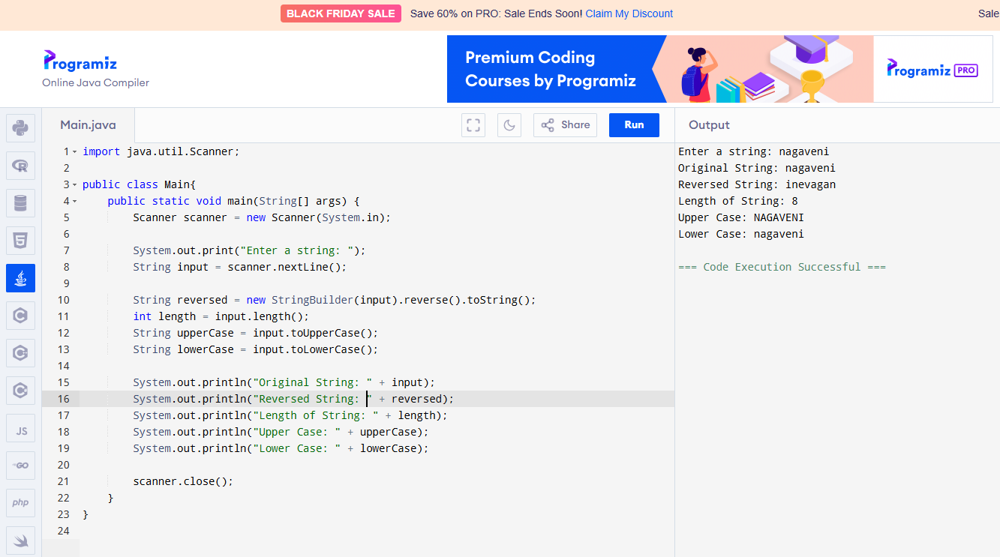 BLACK FRIDAY SALE Save 60% on PRO: Sale Ends Soon! Claim My Discount Sale
Programiz
Online Java Compiler
Premium Coding
Courses by Programiz
Programiz PRO
Main.java
Share
Run
Output
1 import java.util.Scanner;
2
3 public class Main{
4     public static void main(String[] args) {
5         Scanner scanner = new Scanner(System.in);
6
7         System.out.print("Enter a string: ");
8         String input = scanner.nextLine();
9
10         String reversed = new StringBuilder(input).reverse().toString();
11         int length = input.length();
12         String upperCase = input.toUpperCase();
13         String lowerCase = input.toLowerCase();
14
15         System.out.println("Original String: " + input);
16         System.out.println("Reversed String: " + reversed);
17         System.out.println("Length of String: " + length);
18         System.out.println("Upper Case: " + upperCase);
19         System.out.println("Lower Case: " + lowerCase);
20
21         scanner.close();
22     }
23 }
24
Enter a string: nagaveni
Original String: nagaveni
Reversed String: inevagan
Length of String: 8
Upper Case: NAGAVENI
Lower Case: nagaveni
=== Code Execution Successful ===
R
5
C
C
C
JS
GO
php